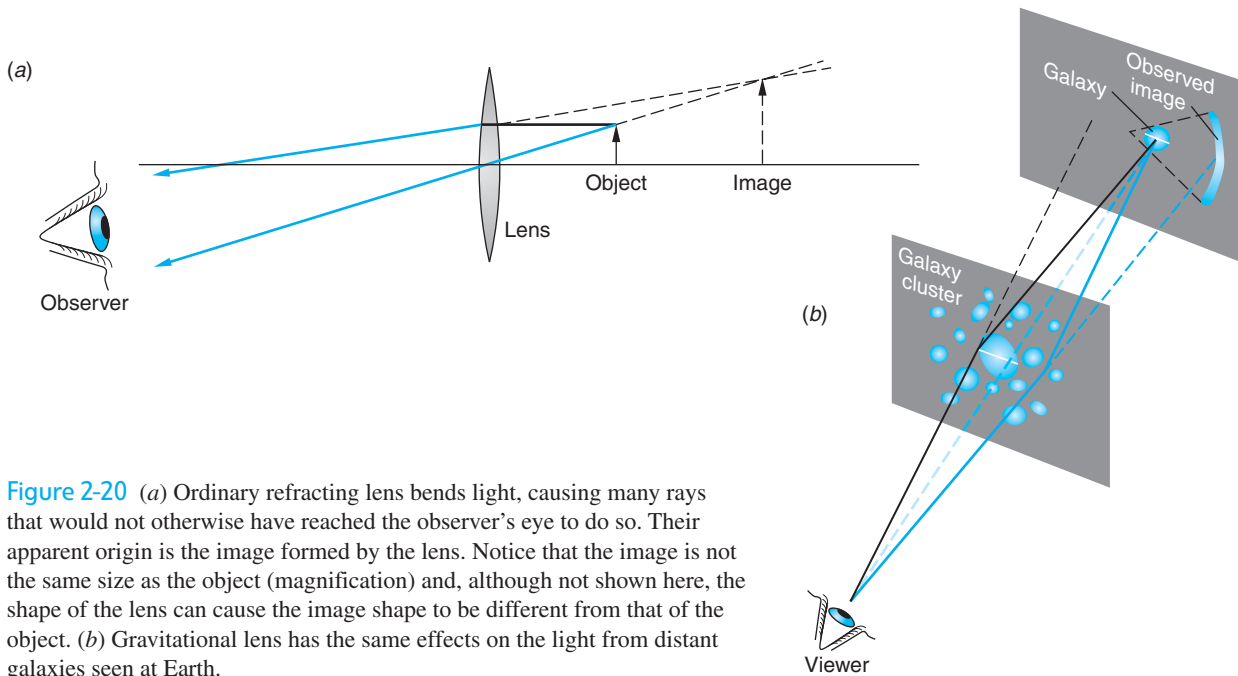 (a)
Observer
Lens
Object
Image
(b)
Galaxy
Observed
image
Galaxy
cluster
Viewer
Figure 2-20 (a) Ordinary refracting lens bends light, causing many rays
that would not otherwise have reached the observer’s eye to do so. Their
apparent origin is the image formed by the lens. Notice that the image is not
the same size as the object (magnification) and, although not shown here, the
shape of the lens can cause the image shape to be different from that of the
object. (b) Gravitational lens has the same effects on the light from distant
galaxies seen at Earth.